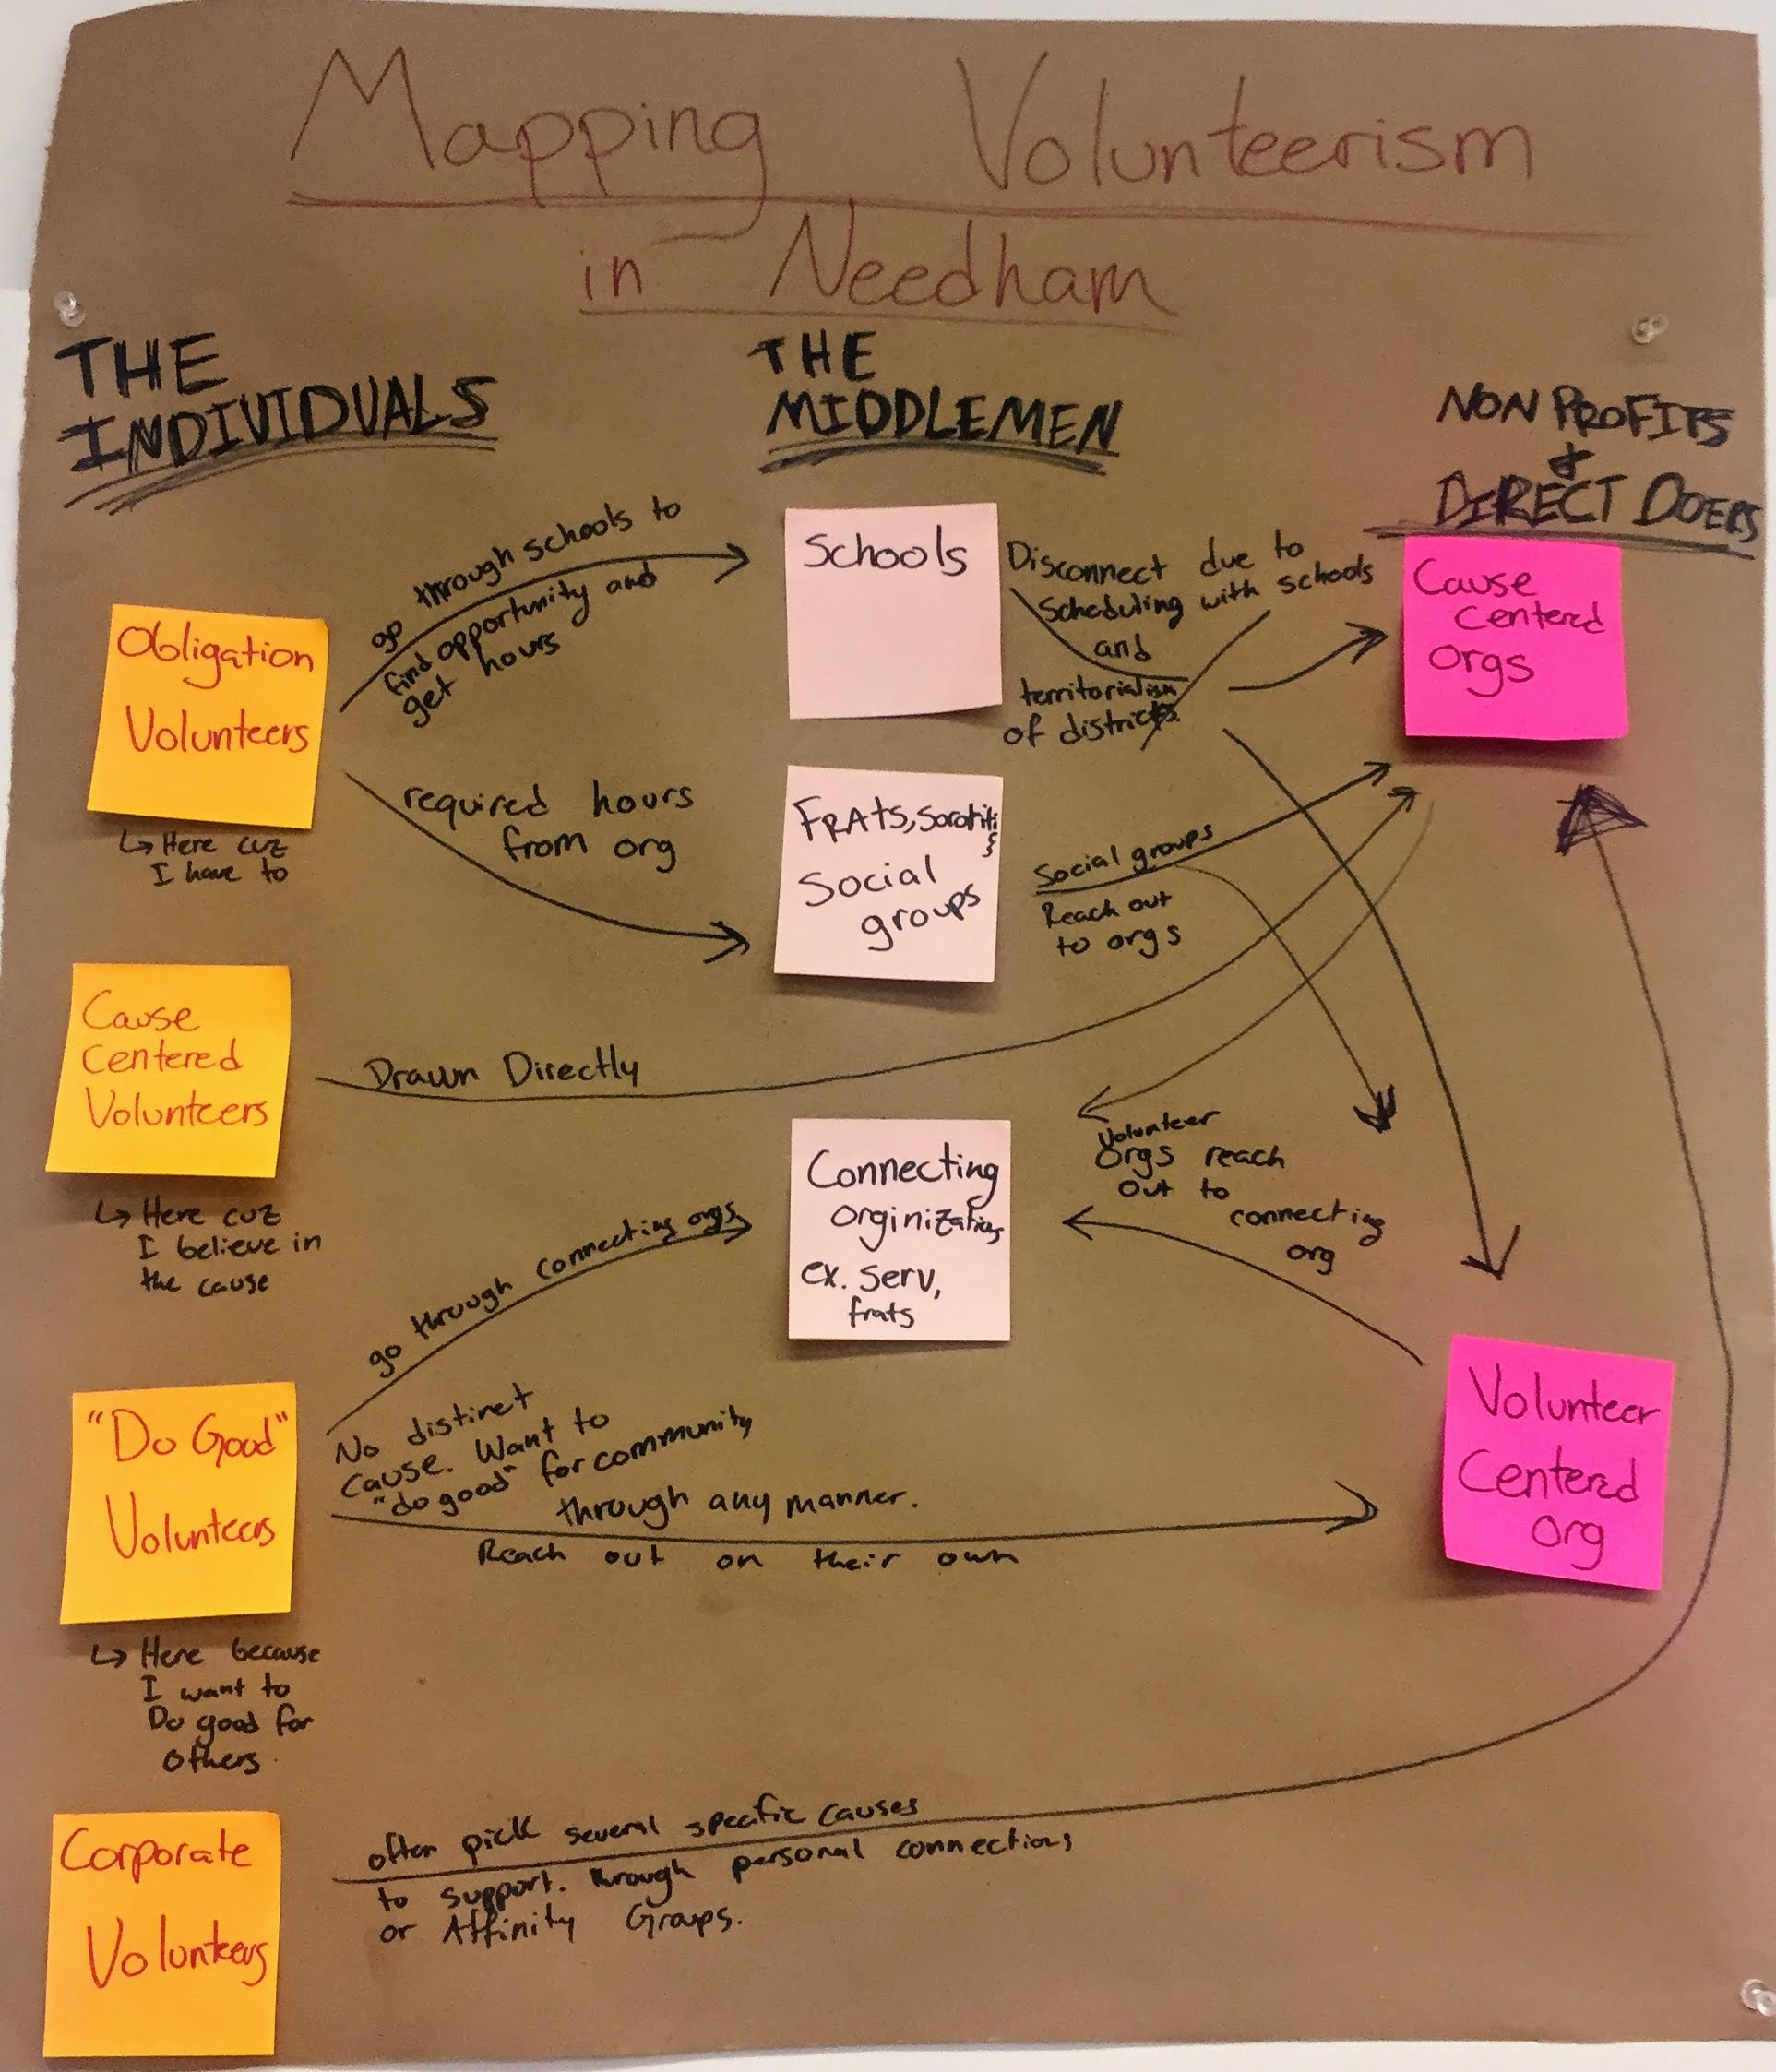 Mapping Volunteerism
in Needham
THE
INDIVIDUALS
THE
MIDDLEMEN
NON PROFITS
+
DIRECT DOERS
Obligation
Volunteers
↳ Here cuz
I have to
go through schools to
find opportunity and
get hours
required hours
from org
Schools
Disconnect due to
Scheduling with schools
and
territorialism
of districts.
Cause
Centered
Orgs
FRAts, Sororiti
Social
groups
Social groups
Reach out
to orgs
Cause
Centered
Volunteers
↳ Here cuz
I believe in
the cause
Drawn Directly
Connecting
Orginizations
ex. Serv,
frats
Volunteer
Orgs reach
Out to
connecting
org
go through connecting orgs
"Do Good"
Volunteers
↳ Here because
I want to
Do good for
Others.
No distinct
Cause. Want to
"do good" for community
through any manner.
Reach out on their own
Volunteer
Centered
Org
Corporate
Volunteers
often pick several specific causes
to support. through personal connections
or Affinity Groups.